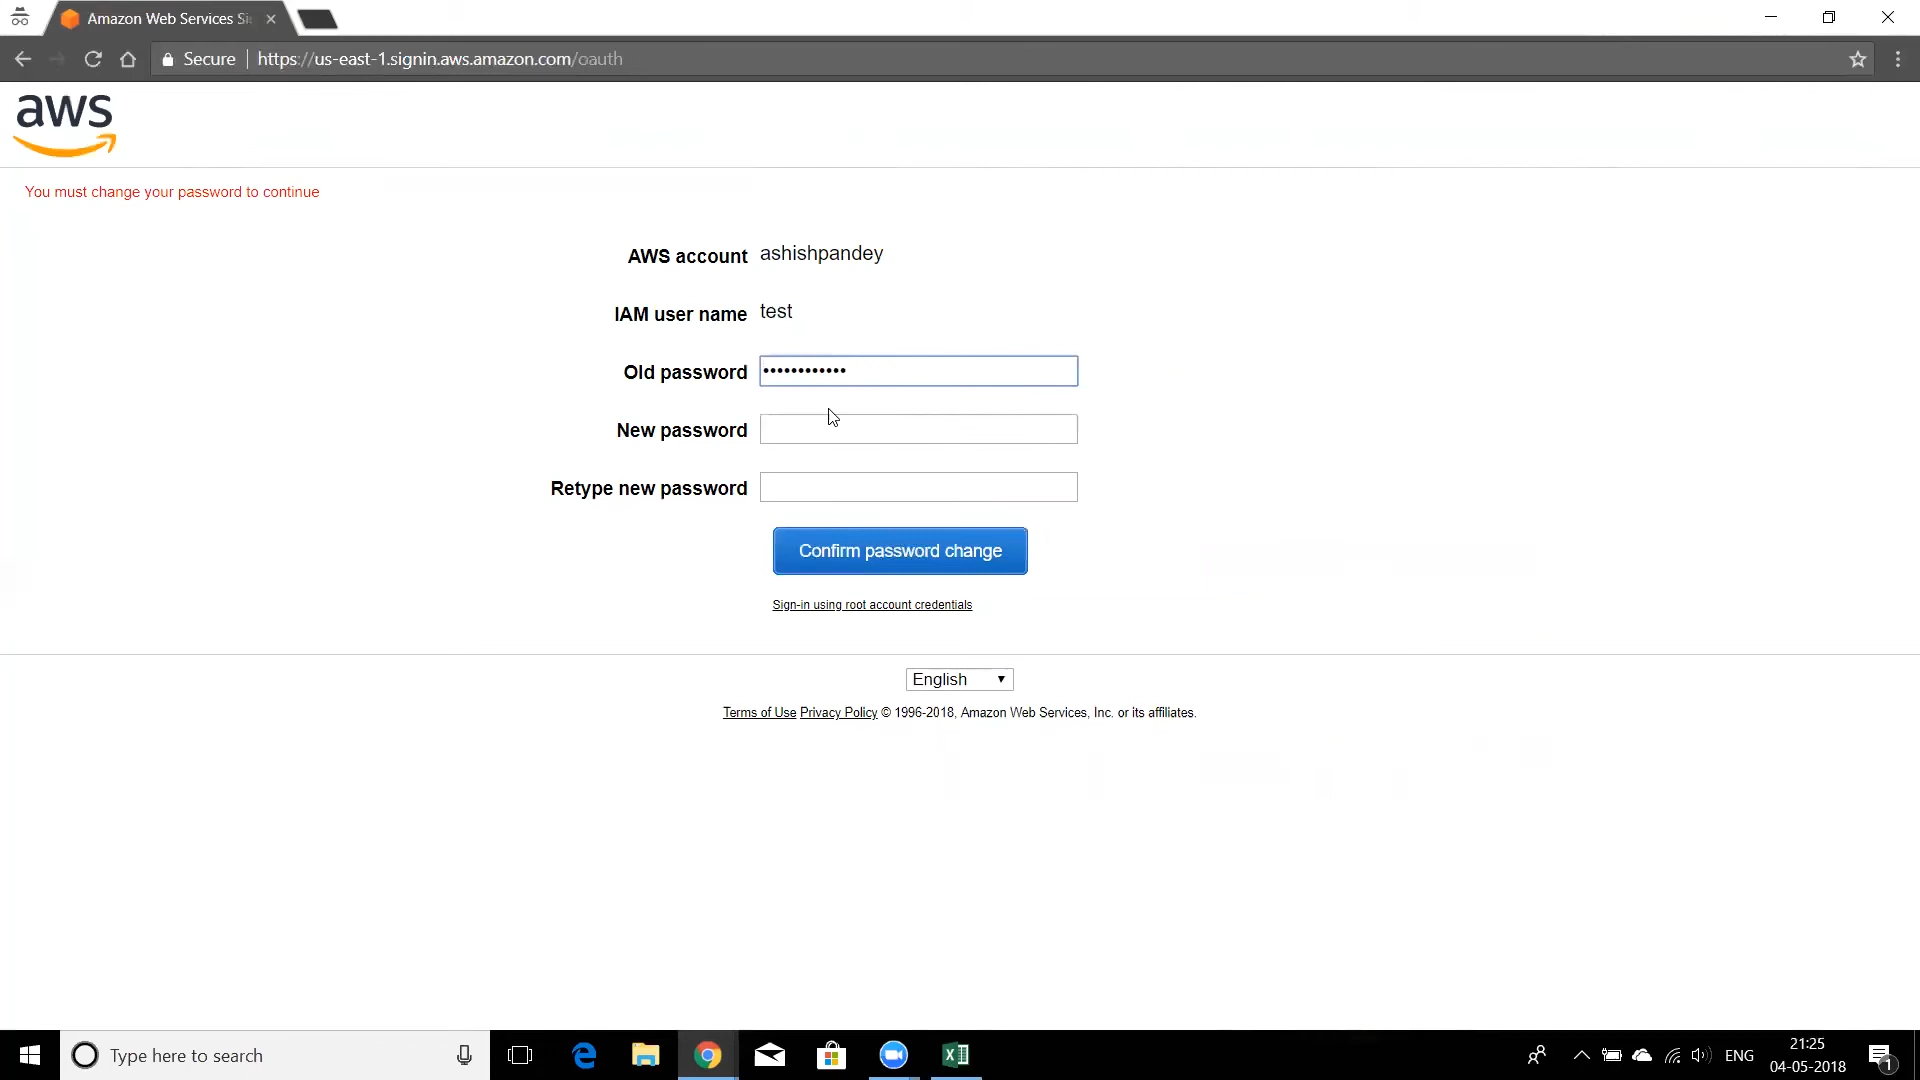 Amazon Web Services Si
Secure
https://us-east-1.signin.aws.amazon.com/oauth
aws
You must change your password to continue
AWS account ashishpandey
IAM user name test
Old password ••••••••••••
New password
Retype new password
Confirm password change
Sign-in using root account credentials
English
Terms of Use Privacy Policy © 1996-2018, Amazon Web Services, Inc. or its affiliates.
Type here to search
ENG
21:25
04-05-2018
1